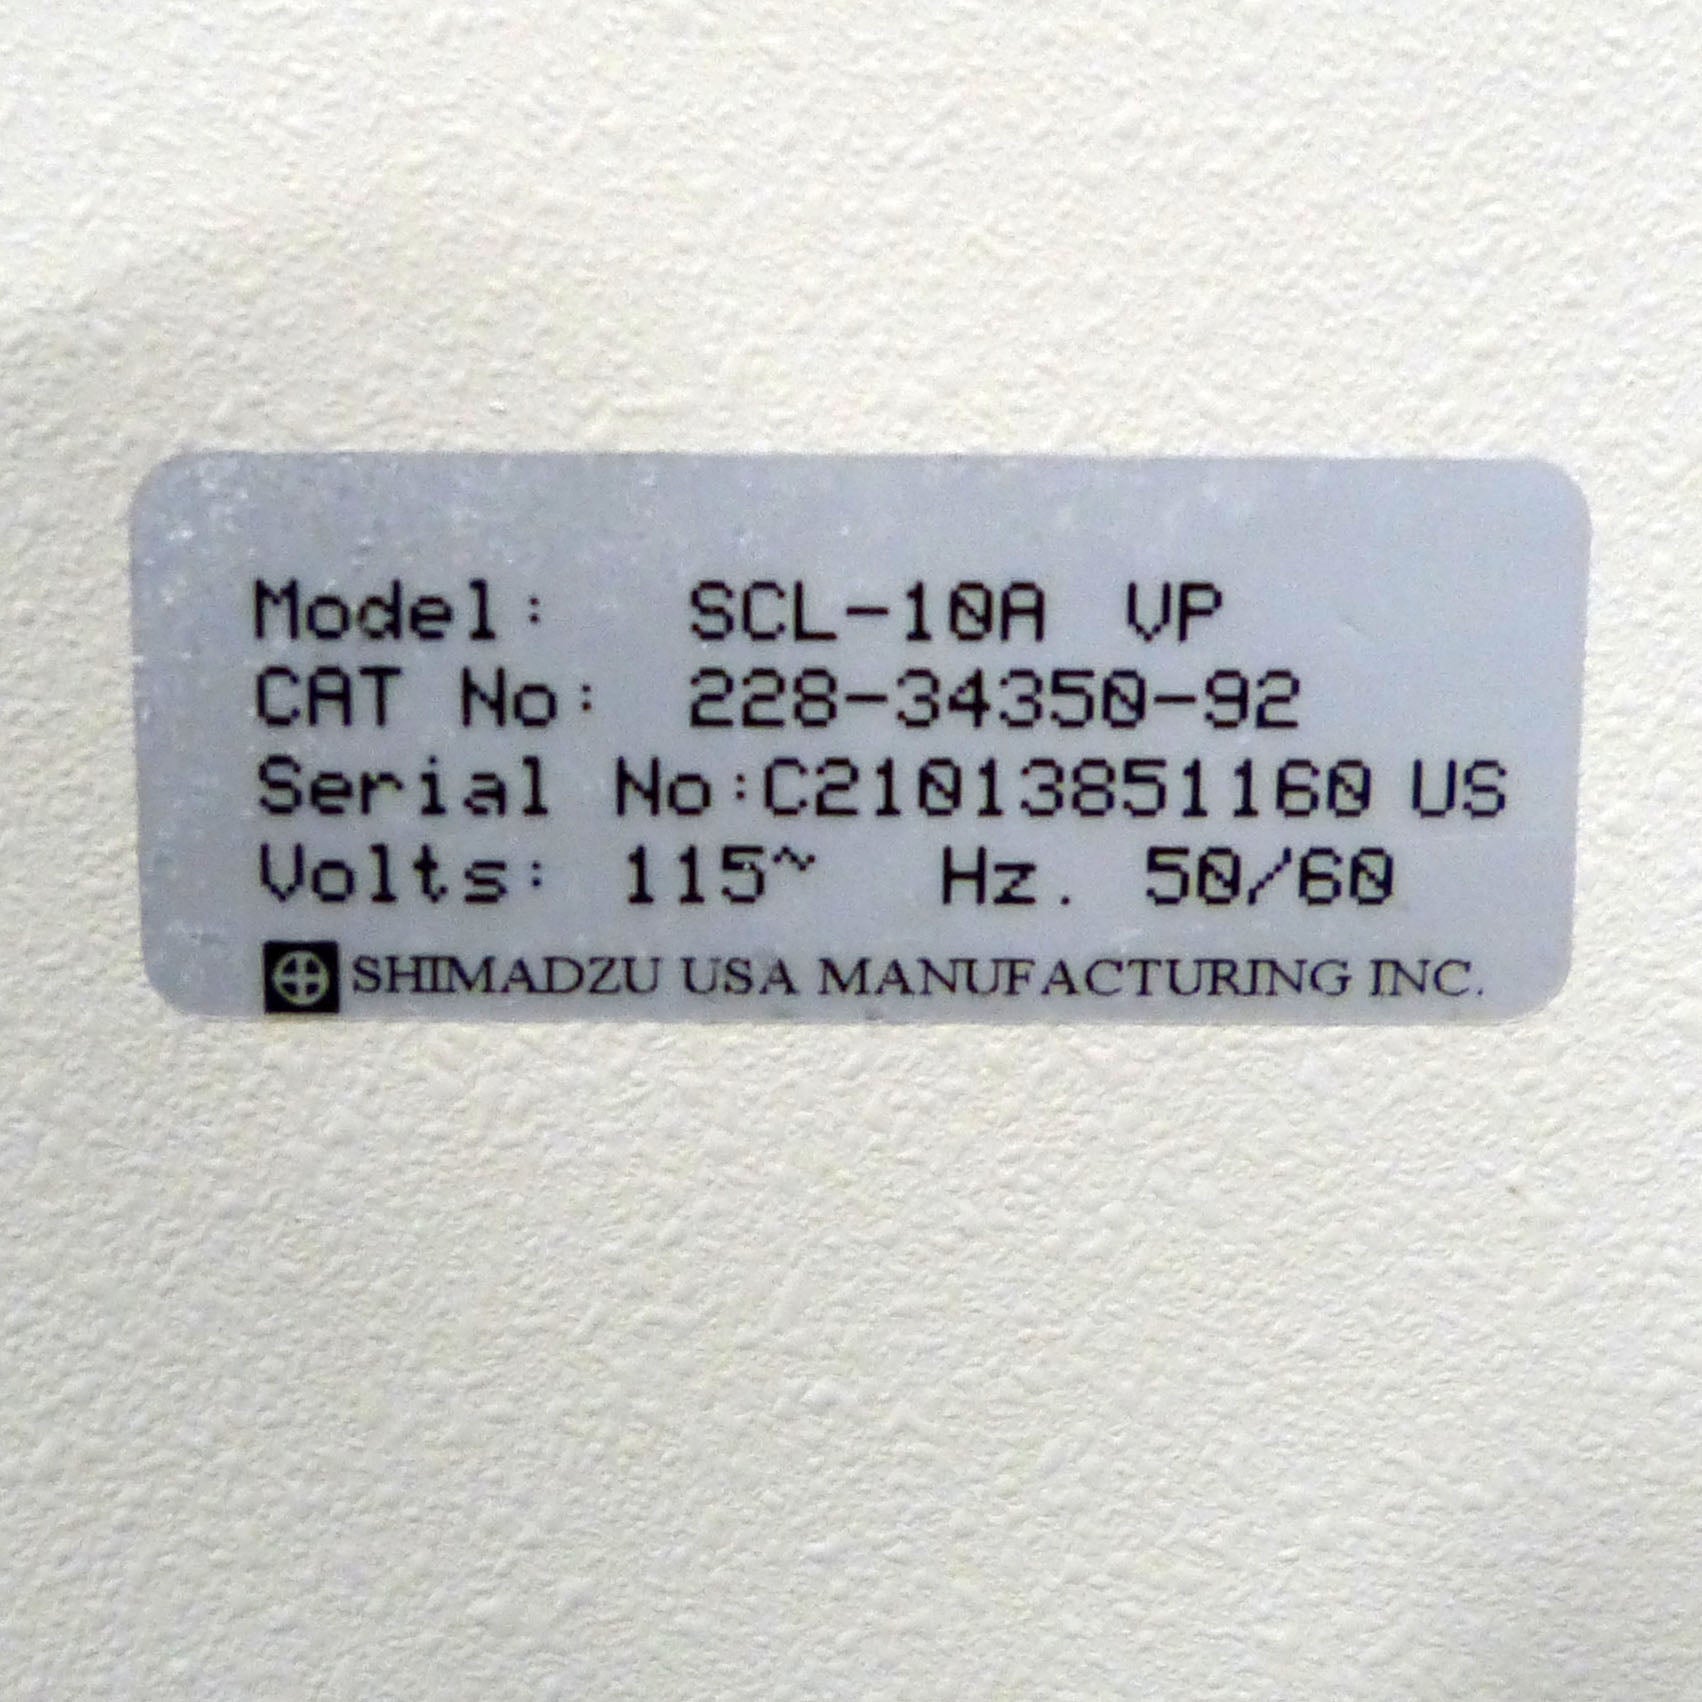 Model: SCL-10A VP
CAT No: 228-34350-92
Serial No:C21013851160 US
Volts: 115~ Hz. 50/60
SHIMADZU USA MANUFACTURING INC.